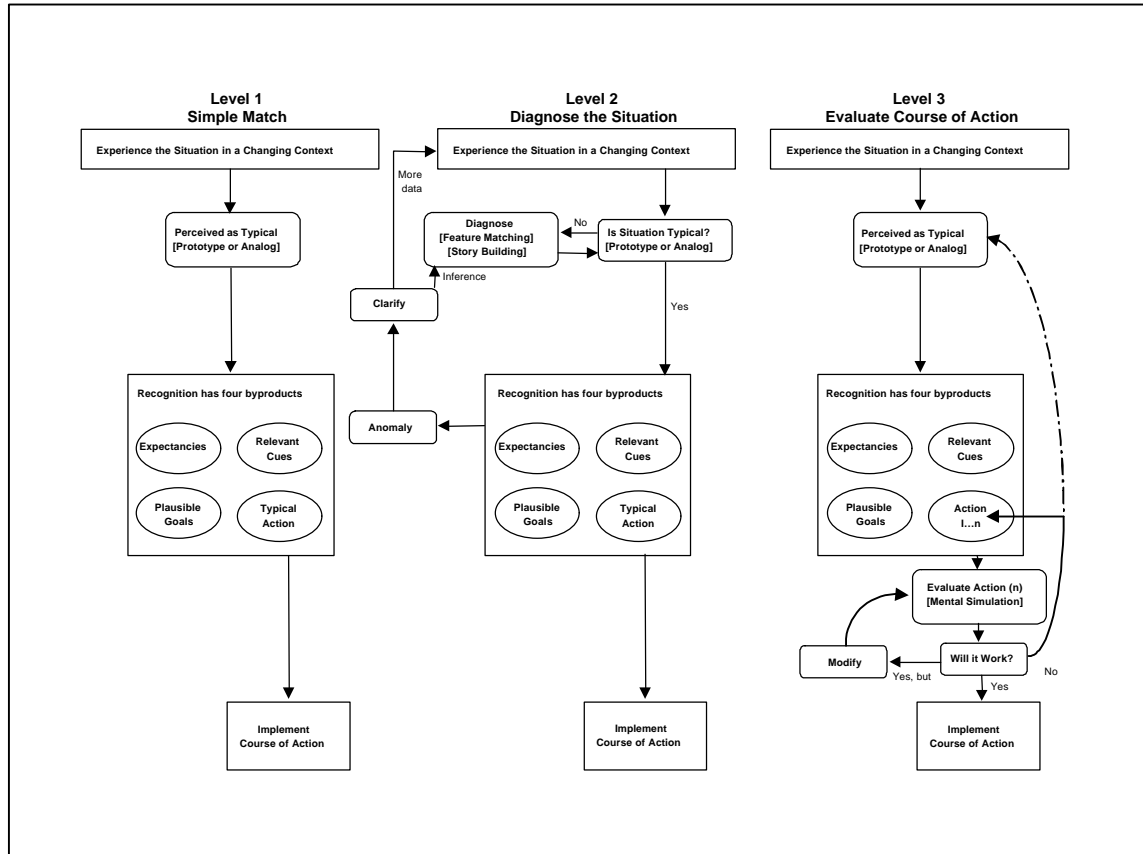 Level 1
Simple Match
Experience the Situation in a Changing Context
Perceived as Typical
[Prototype or Analog]
Recognition has four byproducts
Expectancies
Relevant
Cues
Plausible
Goals
Typical
Action
Implement
Course of Action
Level 2
Diagnose the Situation
Experience the Situation in a Changing Context
More
data
Diagnose
[Feature Matching]
[Story Building]
No
Is Situation Typical?
[Prototype or Analog]
Inference
Clarify
Yes
Anomaly
Recognition has four byproducts
Expectancies
Relevant
Cues
Plausible
Goals
Typical
Action
Implement
Course of Action
Level 3
Evaluate Course of Action
Experience the Situation in a Changing Context
Perceived as Typical
[Prototype or Analog]
Recognition has four byproducts
Expectancies
Relevant
Cues
Plausible
Goals
Action
I...n
Evaluate Action (n)
[Mental Simulation]
Modify
Yes, but
Will it Work?
No
Yes
Implement
Course of Action